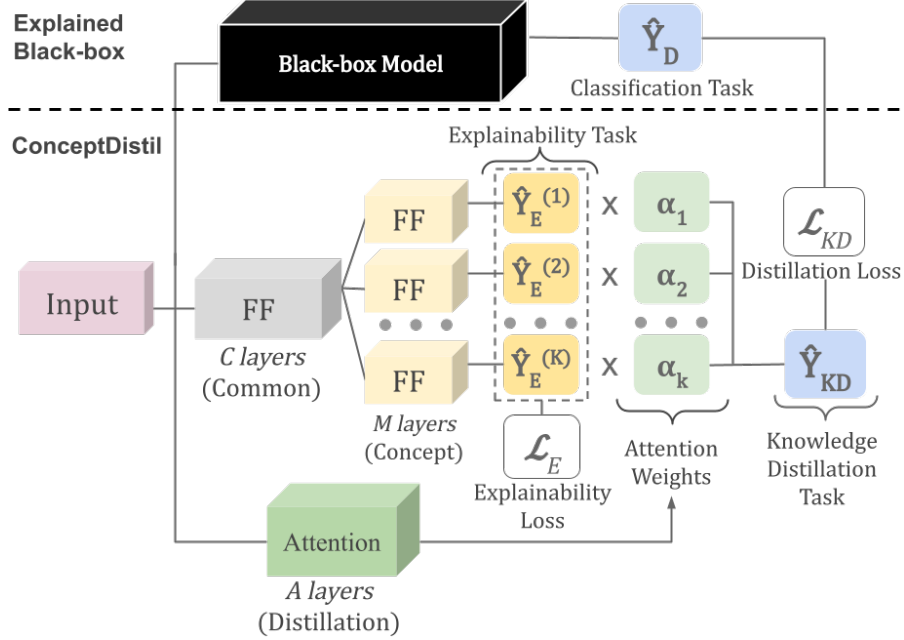 Explained
Black-box
Black-box Model
Ŷ_D
Classification Task
ConceptDistil
Explainability Task
Input
FF
C layers
(Common)
FF
FF
FF
M layers
(Concept)
Ŷ_E^(1)
x
α_1
Ŷ_E^(2)
x
α_2
Ŷ_E^(K)
x
α_k
ℒ_KD
Distillation Loss
Ŷ_KD
ℒ_E
Explainability
Loss
Attention
Weights
Knowledge
Distillation
Task
Attention
A layers
(Distillation)